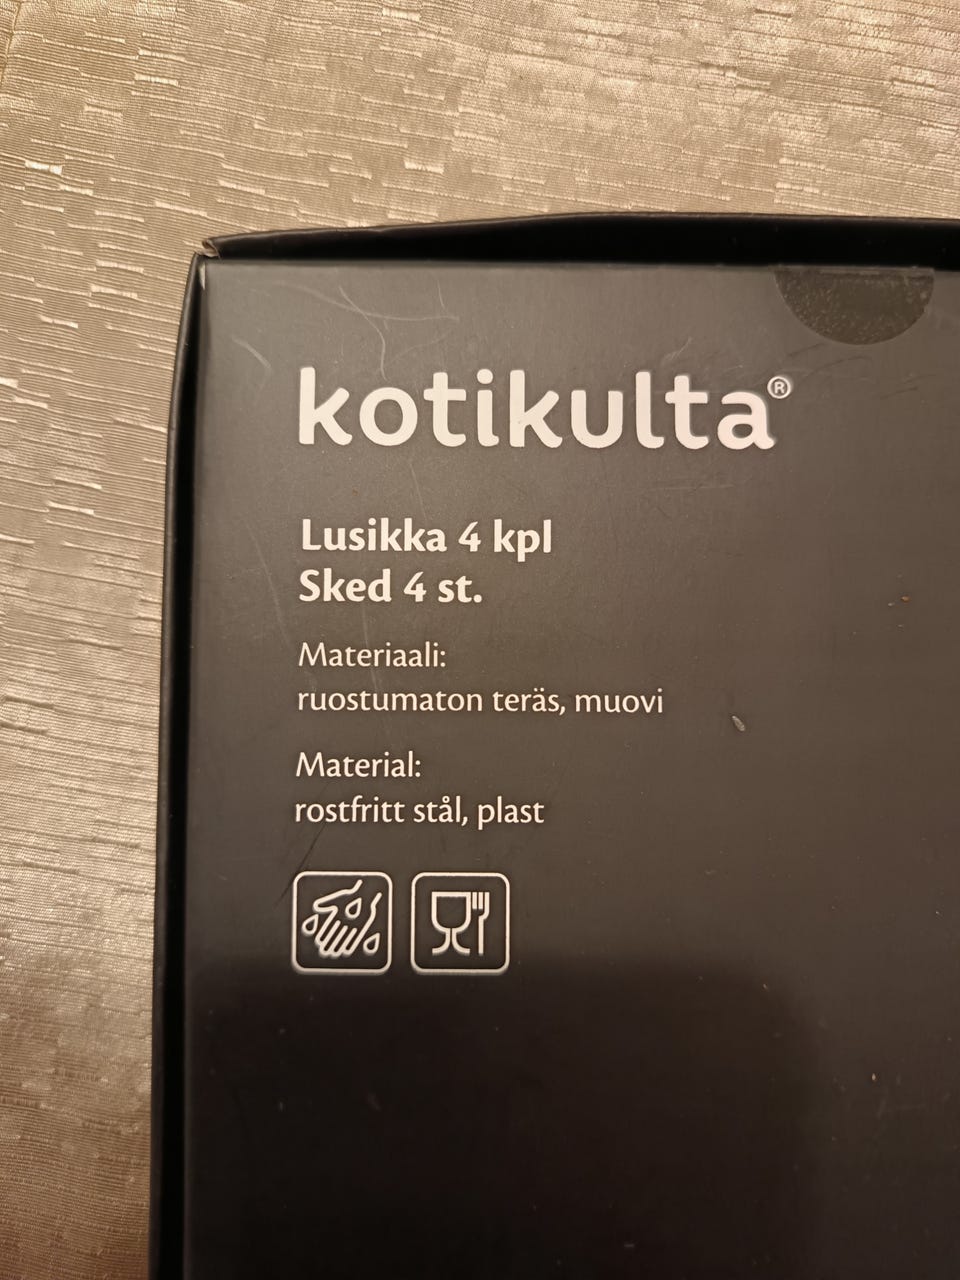 kotikulta®
Lusikka 4 kpl
Sked 4 st.
Materiaali:
ruostumaton teräs, muovi
Material:
rostfritt stål, plast